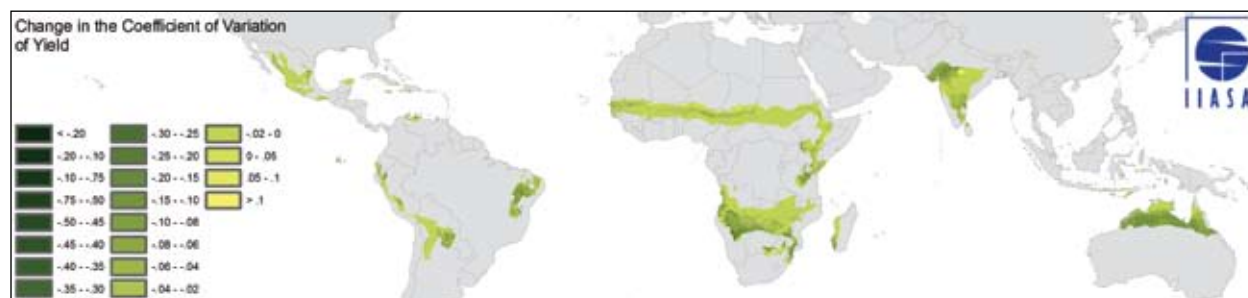 Change in the Coefficient of Variation
of Yield
< -.20
-.20 - -.10
-.10 - -.75
-.75 - -.50
-.50 - -.45
-.45 - -.40
-.40 - -.35
-.35 - -.30
-.30 - -.25
-.25 - -.20
-.20 - -.15
-.15 - -.10
-.10 - -.08
-.08 - -.06
-.06 - -.04
-.04 - -.02
-.02 - 0
0 - .05
.05 - .1
> .1
IIASA